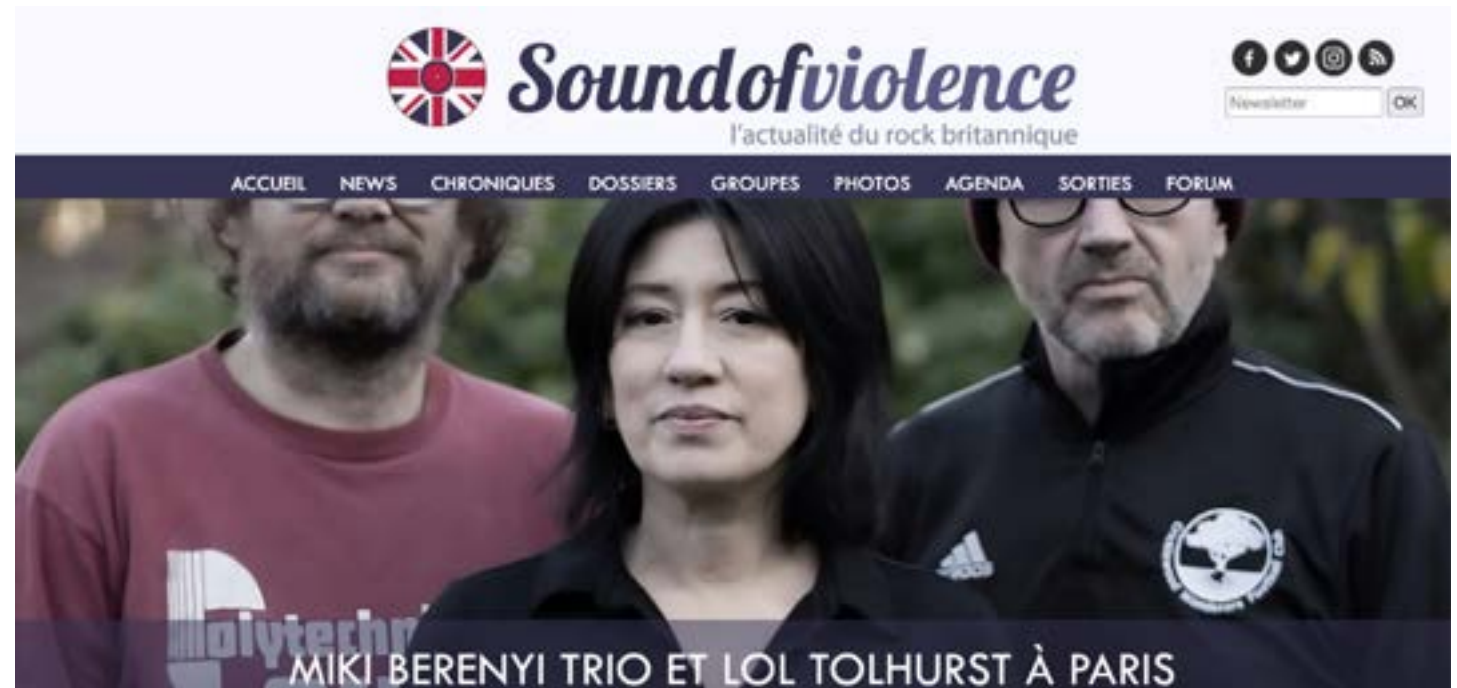 Soundofviolence
l'actualité du rock britannique
Newsletter OK
ACCUEIL NEWS CHRONIQUES DOSSIERS GROUPES PHOTOS AGENDA SORTIES FORUM
adidas
MIKI BERENYI TRIO ET LOL TOLHURST À PARIS